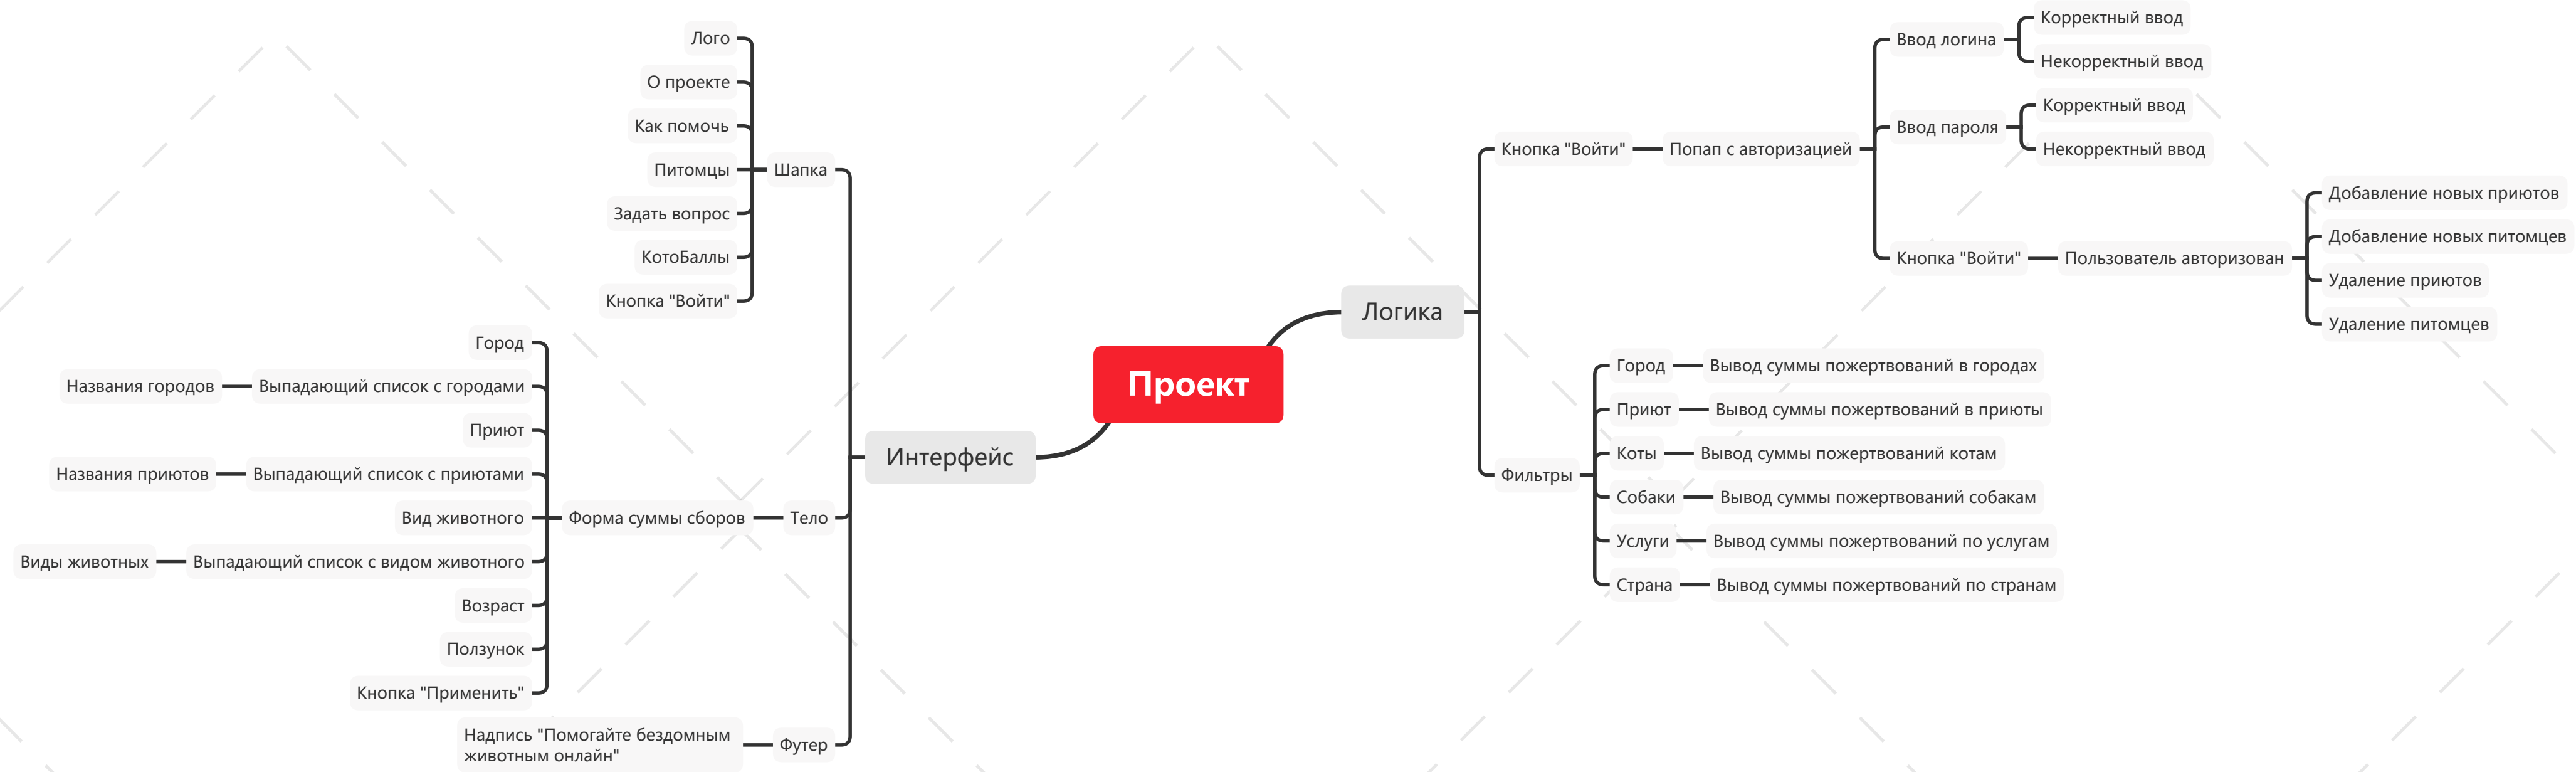 Проект
Интерфейс
Шапка
Лого
О проекте
Как помочь
Питомцы
Задать вопрос
КотоБаллы
Кнопка "Войти"
Тело
Форма суммы сборов
Город
Выпадающий список с городами
Названия городов
Приют
Выпадающий список с приютами
Названия приютов
Вид животного
Выпадающий список с видом животного
Виды животных
Возраст
Ползунок
Кнопка "Применить"
Футер
Надпись "Помогайте бездомным
животным онлайн"
Логика
Кнопка "Войти"
Попап с авторизацией
Ввод логина
Корректный ввод
Некорректный ввод
Ввод пароля
Корректный ввод
Некорректный ввод
Кнопка "Войти"
Пользователь авторизован
Добавление новых приютов
Добавление новых питомцев
Удаление приютов
Удаление питомцев
Фильтры
Город
Вывод суммы пожертвований в городах
Приют
Вывод суммы пожертвований в приюты
Коты
Вывод суммы пожертвований котам
Собаки
Вывод суммы пожертвований собакам
Услуги
Вывод суммы пожертвований по услугам
Страна
Вывод суммы пожертвований по странам